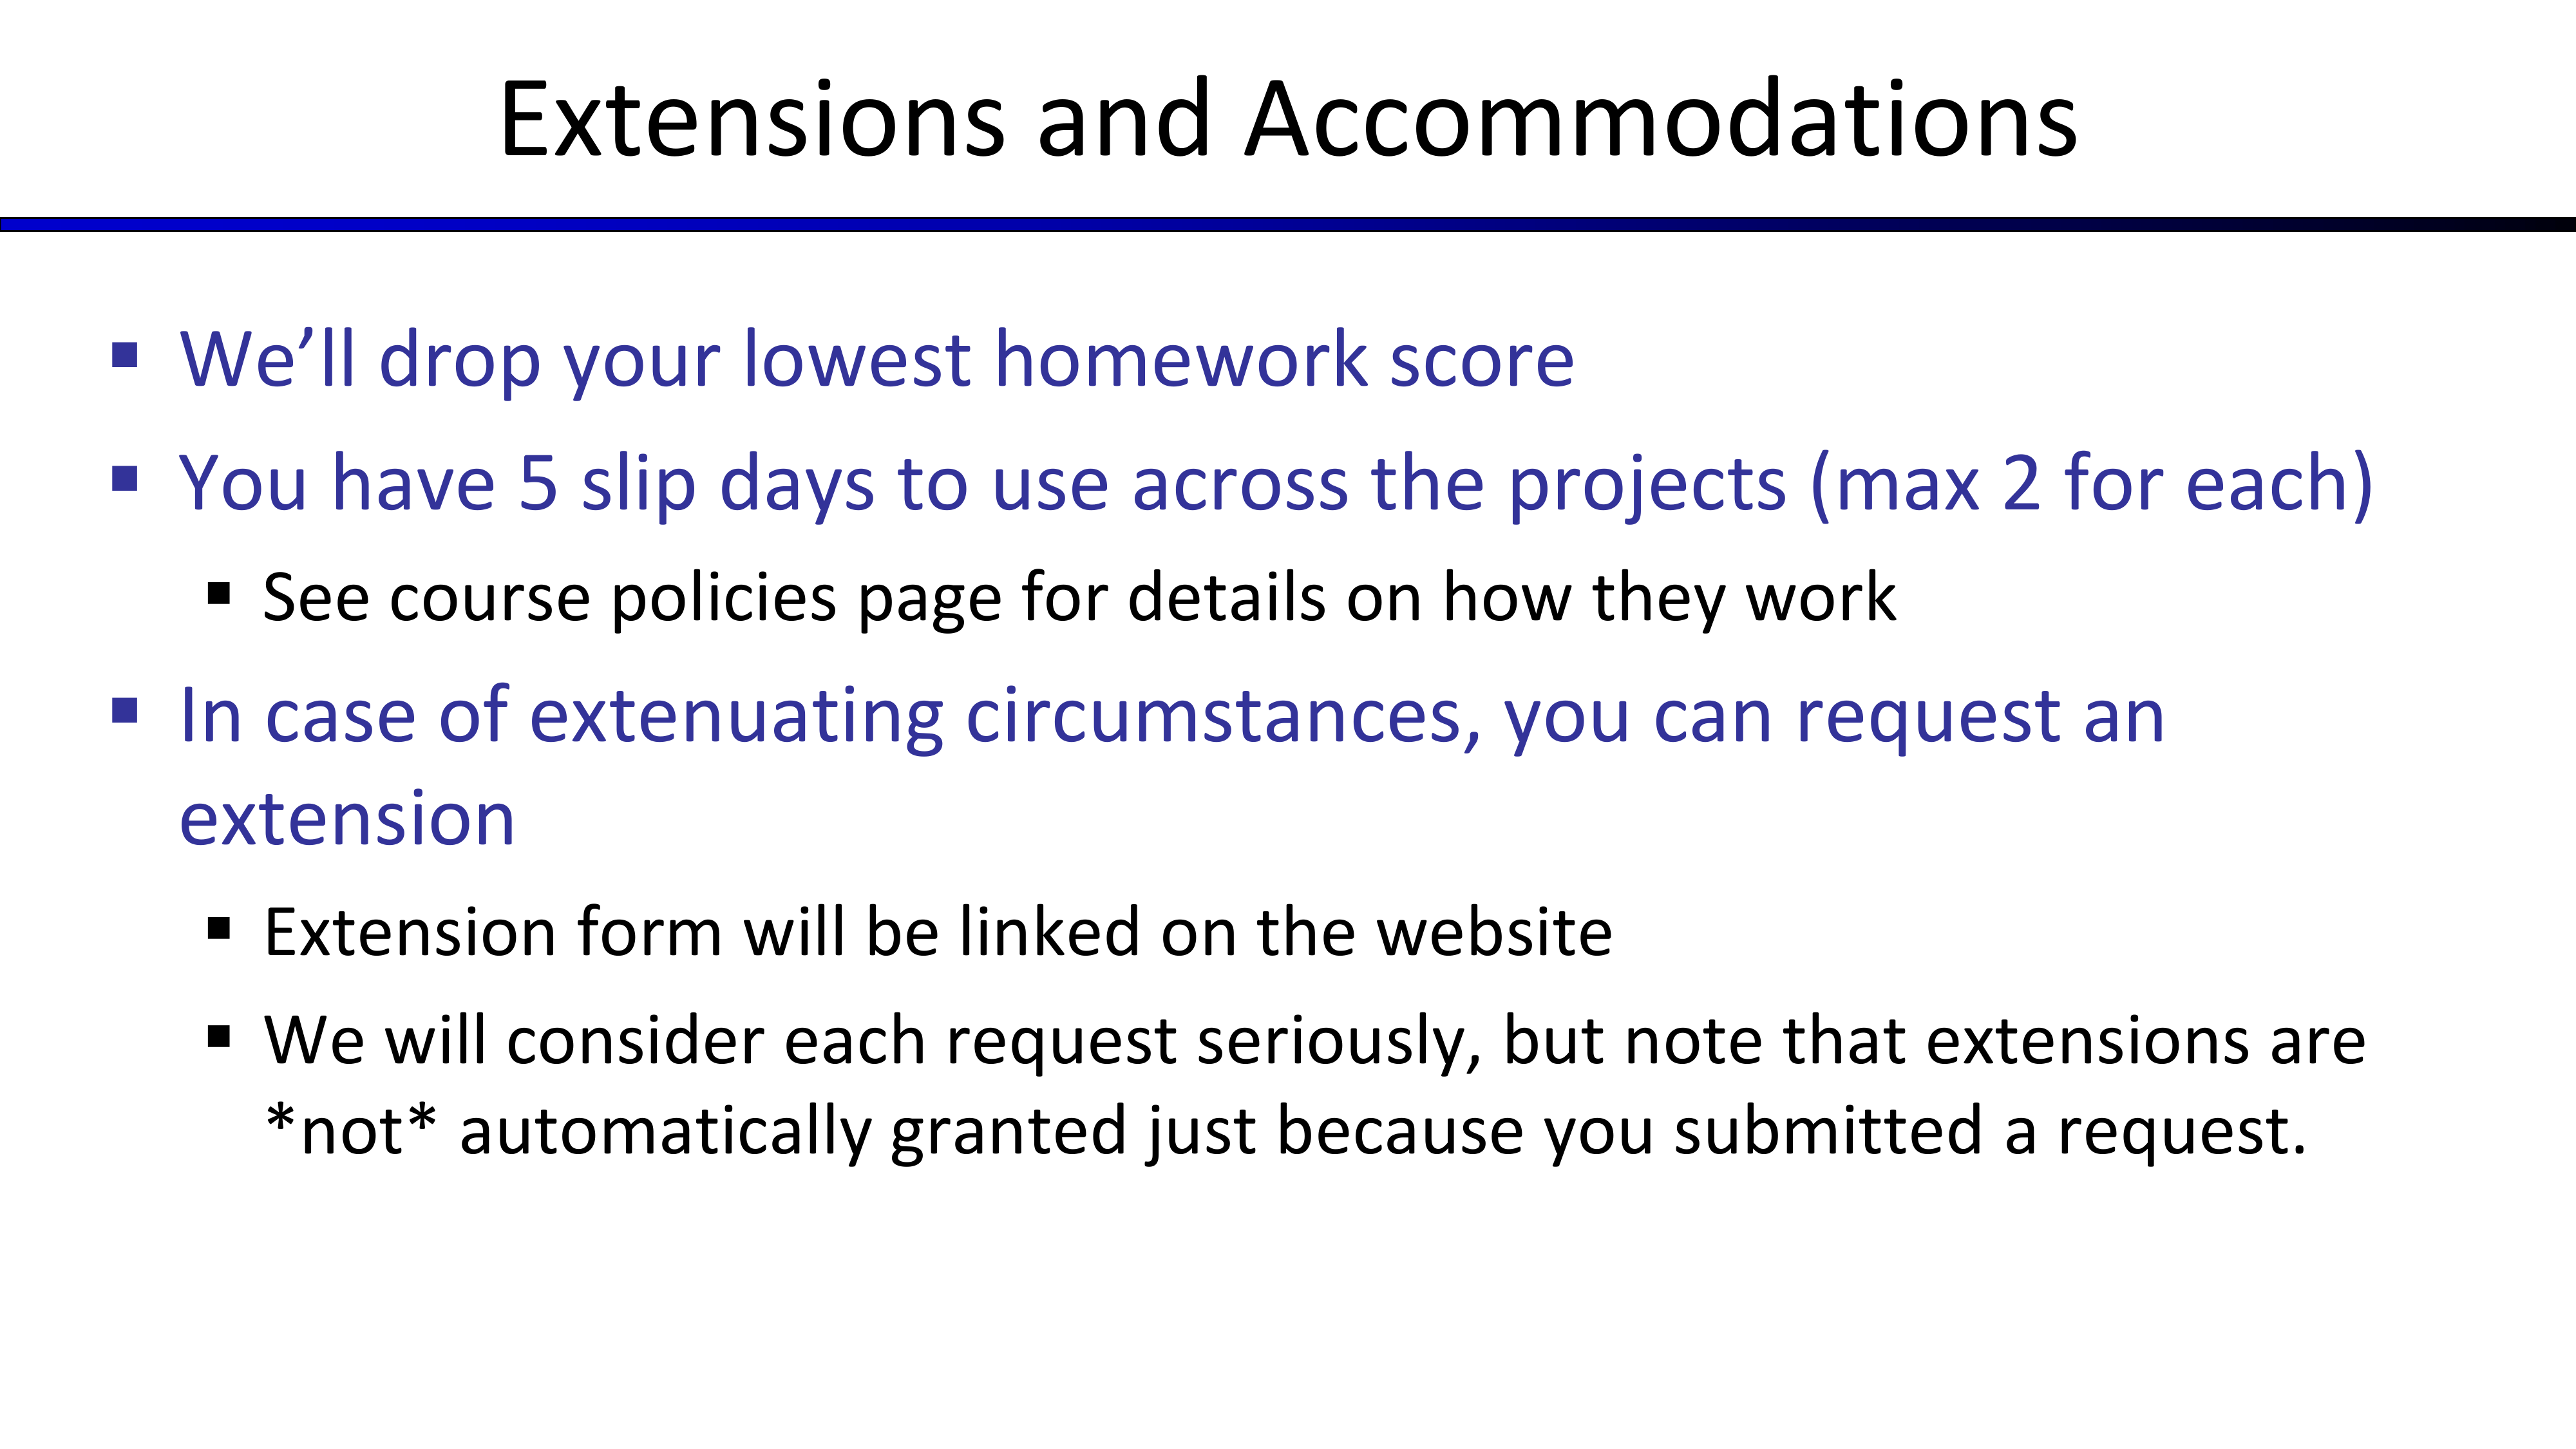 Extensions and Accommodations
▪ We’ll drop your lowest homework score
▪ You have 5 slip days to use across the projects (max 2 for each)
▪ See course policies page for details on how they work
▪ In case of extenuating circumstances, you can request an
extension
▪ Extension form will be linked on the website
▪ We will consider each request seriously, but note that extensions are
*not* automatically granted just because you submitted a request.